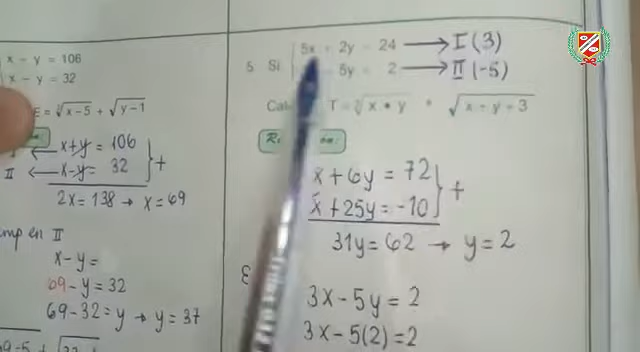 x - y = 106
x - y = 32
E = ∛x-5 + √y-1
x+y = 106
II ← x-y = 32 } +
2x = 138 → x = 69
en II
x-y =
69-y = 32
69-32 = y → y = 37
5. Si
5x + 2y = 24 → I (3)
5y = 2 → II (-5)
T = √x • y + √x + y + 3
x + 6y = 72
x + 25y = -10 } +
31y = 62 → y = 2
3x-5y = 2
3x-5(2) = 2